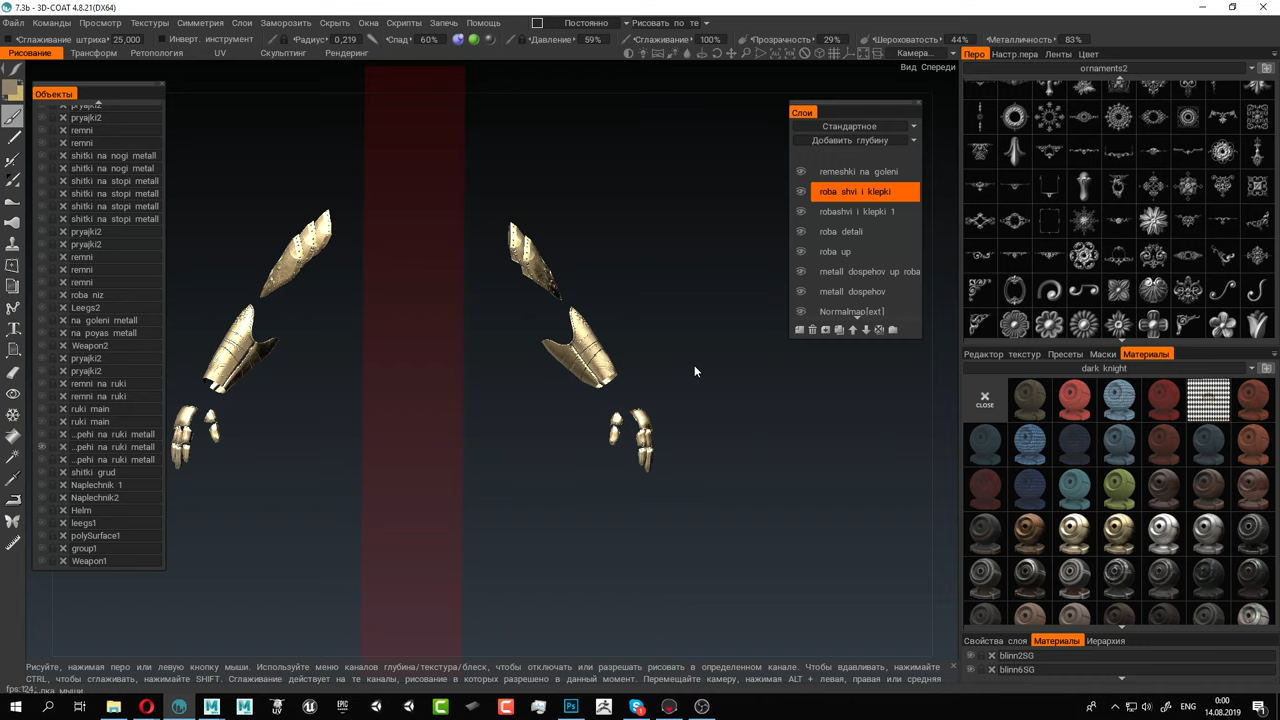 7.3b - 3D-COAT 4.8.21(DX64)
Файл Команды Просмотр Текстуры Симметрия Слои Заморозить Скрыть Окна Скрипты Запечь Помощь Постоянно Рисовать по те
Сглаживание штриха 25,000 Инверт. инструмент Радиус 0,219 Спад 60% Давление 59% Сглаживание 100% Прозрачность 29% Шероховатость 44% Металличность 83%
Рисование Трансформ Ретопология UV Скульптинг Рендеринг Камера...
Вид Спереди
Объекты
pryajki2
pryajki2
remni
remni
shitki na nogi metall
shitki na nogi metal
shitki na stopi metall
shitki na stopi metall
shitki na stopi metall
shitki na stopi metall
pryajki2
pryajki2
remni
remni
remni
roba niz
Leegs2
na goleni metall
na poyas metall
Weapon2
pryajki2
pryajki2
remni na ruki
remni na ruki
ruki main
ruki main
...pehi na ruki metall
...pehi na ruki metall
...pehi na ruki metall
shitki grud
Naplechnik 1
Naplechnik2
Helm
leegs1
polySurface1
group1
Weapon1
Слои
Стандартное
Добавить глубину
remeshki na goleni
roba shvi i klepki
robashvi i klepki 1
roba detali
roba up
metall dospehov up roba
metall dospehov
Normalmap[ext]
Перо Настр.пера Ленты Цвет
ornaments2
Редактор текстур Пресеты Маски Материалы
dark knight
CLOSE
Свойства слоя Материалы Иерархия
blinn2SG
blinn6SG
Рисуйте, нажимая перо или левую кнопку мыши. Используйте меню каналов глубина/текстура/блеск, чтобы отключать или разрешать рисовать в определенном канале. Чтобы вдавливать, нажимайте
CTRL, чтобы сглаживать, нажимайте SHIFT. Сглаживание действует на те каналы, рисование в которых разрешено в данный момент. Перемещайте камеру, нажимая ALT + левая, правая или средняя
fps:124;
EPIC
0:00
14.08.2019